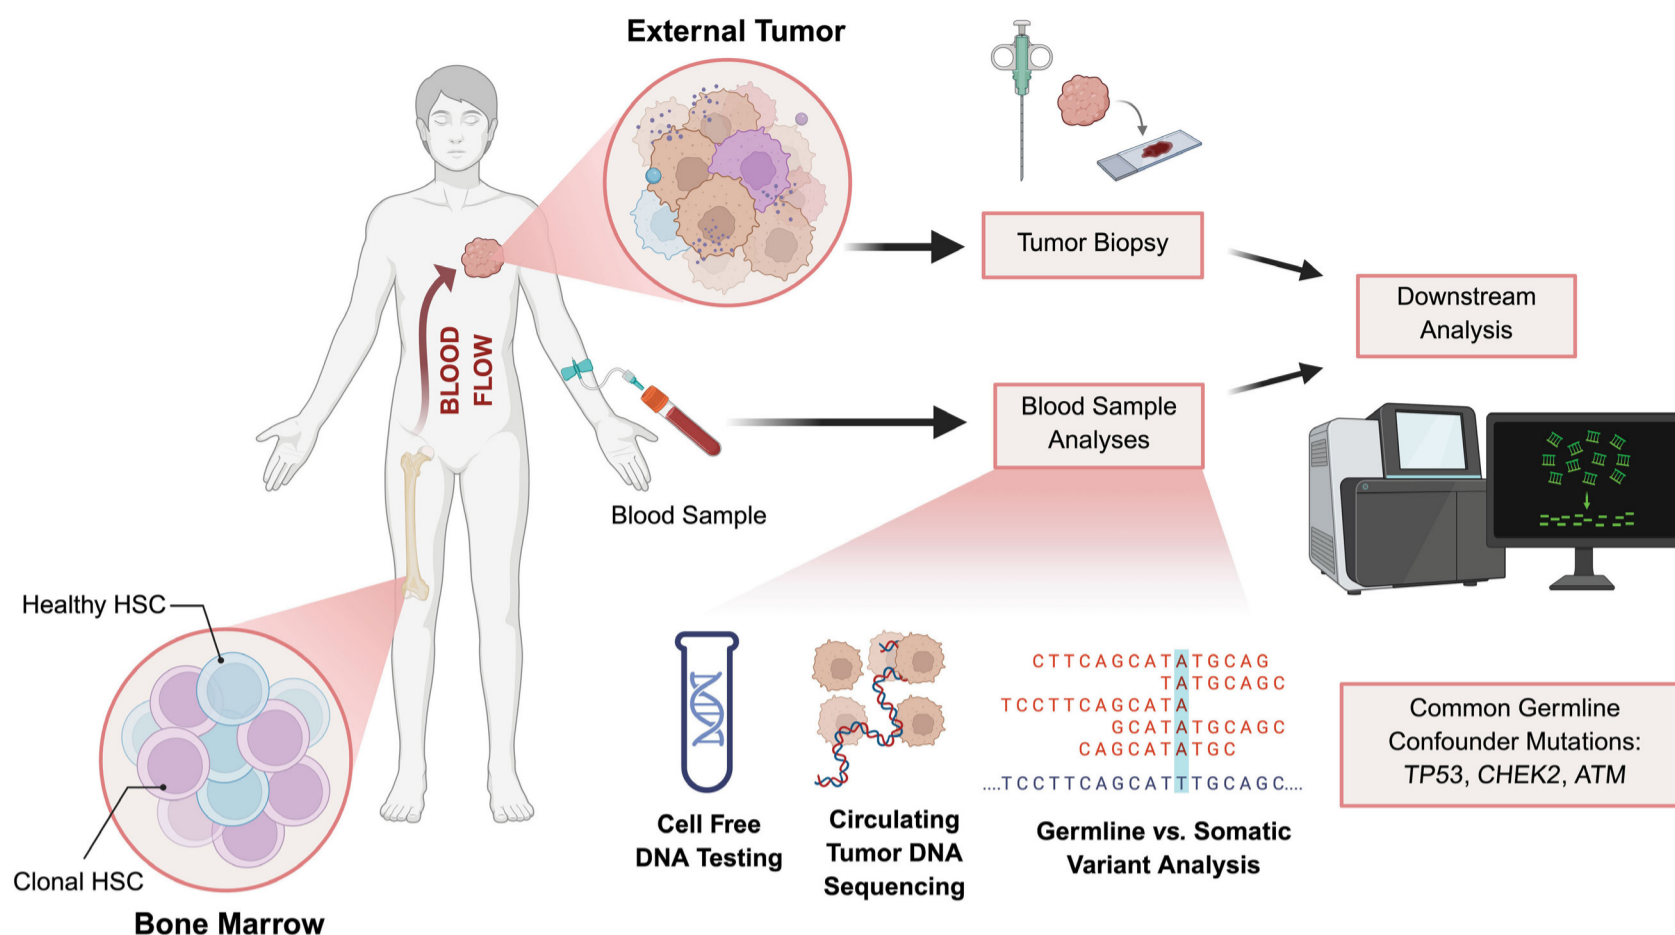 External Tumor
Tumor Biopsy
Downstream
Analysis
BLOOD
FLOW
Blood Sample
Analyses
Blood Sample
Healthy HSC
Clonal HSC
Bone Marrow
CTTCAGCATATGCAG
TATGCAGC
TCCTTCAGCATA
GCATATGCAGC
CAGCATATGC
....TCCTTCAGCATTTGCAGC....
Cell Free
DNA Testing
Circulating
Tumor DNA
Sequencing
Germline vs. Somatic
Variant Analysis
Common Germline
Confounder Mutations:
TP53, CHEK2, ATM